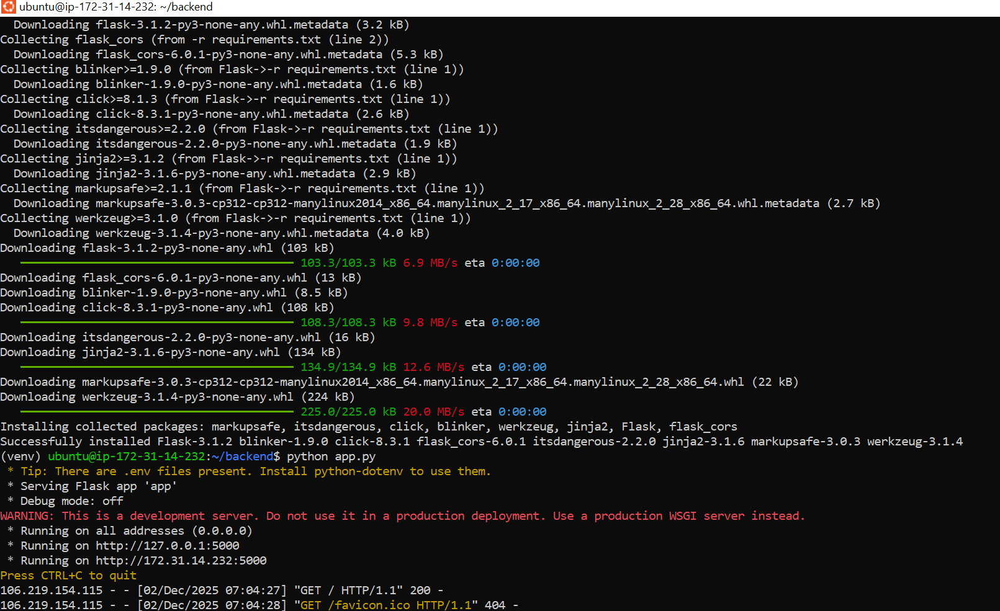 ubuntu@ip-172-31-14-232: ~/backend
  Downloading flask-3.1.2-py3-none-any.whl.metadata (3.2 kB)
Collecting flask_cors (from -r requirements.txt (line 2))
  Downloading flask_cors-6.0.1-py3-none-any.whl.metadata (5.3 kB)
Collecting blinker>=1.9.0 (from Flask->-r requirements.txt (line 1))
  Downloading blinker-1.9.0-py3-none-any.whl.metadata (1.6 kB)
Collecting click>=8.1.3 (from Flask->-r requirements.txt (line 1))
  Downloading click-8.3.1-py3-none-any.whl.metadata (2.6 kB)
Collecting itsdangerous>=2.2.0 (from Flask->-r requirements.txt (line 1))
  Downloading itsdangerous-2.2.0-py3-none-any.whl.metadata (1.9 kB)
Collecting jinja2>=3.1.2 (from Flask->-r requirements.txt (line 1))
  Downloading jinja2-3.1.6-py3-none-any.whl.metadata (2.9 kB)
Collecting markupsafe>=2.1.1 (from Flask->-r requirements.txt (line 1))
  Downloading markupsafe-3.0.3-cp312-cp312-manylinux2014_x86_64.manylinux_2_17_x86_64.manylinux_2_28_x86_64.whl.metadata (2.7 kB)
Collecting werkzeug>=3.1.0 (from Flask->-r requirements.txt (line 1))
  Downloading werkzeug-3.1.4-py3-none-any.whl.metadata (4.0 kB)
Downloading flask-3.1.2-py3-none-any.whl (103 kB)
103.3/103.3 kB 6.9 MB/s eta 0:00:00
Downloading flask_cors-6.0.1-py3-none-any.whl (13 kB)
Downloading blinker-1.9.0-py3-none-any.whl (8.5 kB)
Downloading click-8.3.1-py3-none-any.whl (108 kB)
108.3/108.3 kB 9.8 MB/s eta 0:00:00
Downloading itsdangerous-2.2.0-py3-none-any.whl (16 kB)
Downloading jinja2-3.1.6-py3-none-any.whl (134 kB)
134.9/134.9 kB 12.6 MB/s eta 0:00:00
Downloading markupsafe-3.0.3-cp312-cp312-manylinux2014_x86_64.manylinux_2_17_x86_64.manylinux_2_28_x86_64.whl (22 kB)
Downloading werkzeug-3.1.4-py3-none-any.whl (224 kB)
225.0/225.0 kB 20.0 MB/s eta 0:00:00
Installing collected packages: markupsafe, itsdangerous, click, blinker, werkzeug, jinja2, Flask, flask_cors
Successfully installed Flask-3.1.2 blinker-1.9.0 click-8.3.1 flask_cors-6.0.1 itsdangerous-2.2.0 jinja2-3.1.6 markupsafe-3.0.3 werkzeug-3.1.4
(venv) ubuntu@ip-172-31-14-232:~/backend$ python app.py
 * Tip: There are .env files present. Install python-dotenv to use them.
 * Serving Flask app 'app'
 * Debug mode: off
WARNING: This is a development server. Do not use it in a production deployment. Use a production WSGI server instead.
 * Running on all addresses (0.0.0.0)
 * Running on http://127.0.0.1:5000
 * Running on http://172.31.14.232:5000
Press CTRL+C to quit
106.219.154.115 - - [02/Dec/2025 07:04:27] "GET / HTTP/1.1" 200 -
106.219.154.115 - - [02/Dec/2025 07:04:28] "GET /favicon.ico HTTP/1.1" 404 -